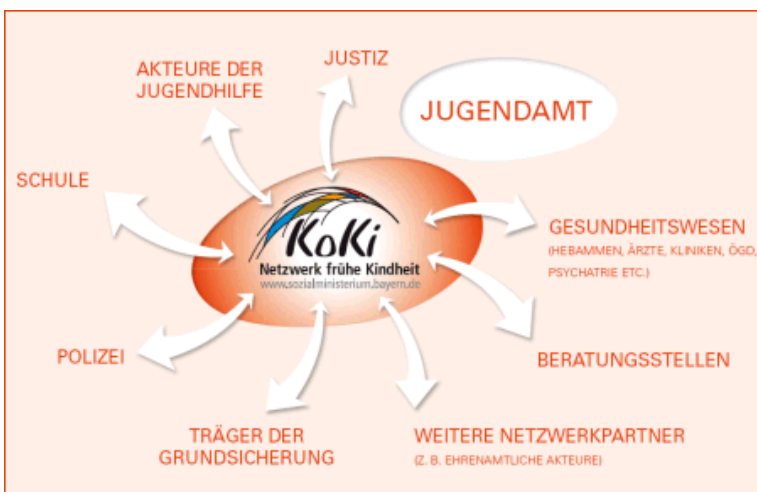 JUSTIZ
AKTEURE DER
JUGENDHILFE
JUGENDAMT
SCHULE
KoKi
Netzwerk frühe Kindheit
www.sozialministerium.bayern.de
GESUNDHEITSWESEN
(HEBAMMEN, ÄRZTE, KLINIKEN, ÖGD,
PSYCHATRIE ETC.)
POLIZEI
BERATUNGSSTELLEN
TRÄGER DER
GRUNDSICHERUNG
WEITERE NETZWERKPARTNER
(Z. B. EHRENAMTLICHE AKTEURE)